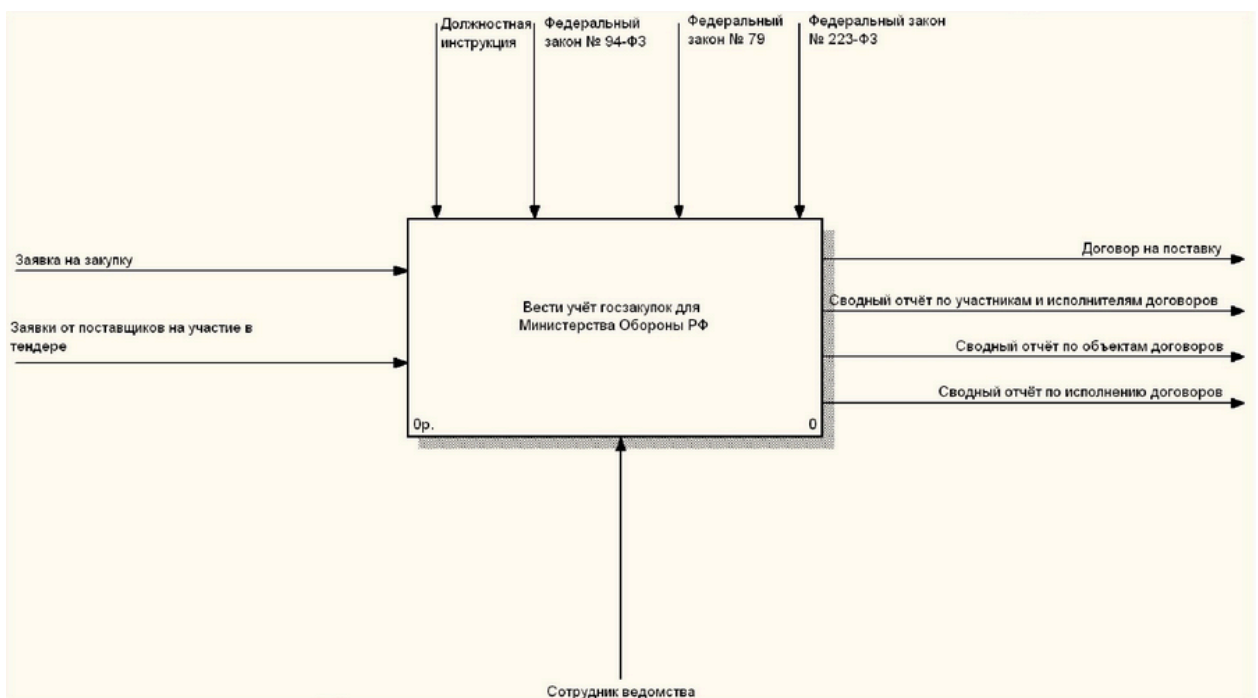 Должностная
инструкция
Федеральный
закон № 94-ФЗ
Федеральный
закон № 79
Федеральный закон
№ 223-ФЗ
Заявка на закупку
Заявки от поставщиков на участие в
тендере
Вести учёт госзакупок для
Министерства Обороны РФ
0р.
0
Договор на поставку
Сводный отчёт по участникам и исполнителям договоров
Сводный отчёт по объектам договоров
Сводный отчёт по исполнению договоров
Сотрудник ведомства